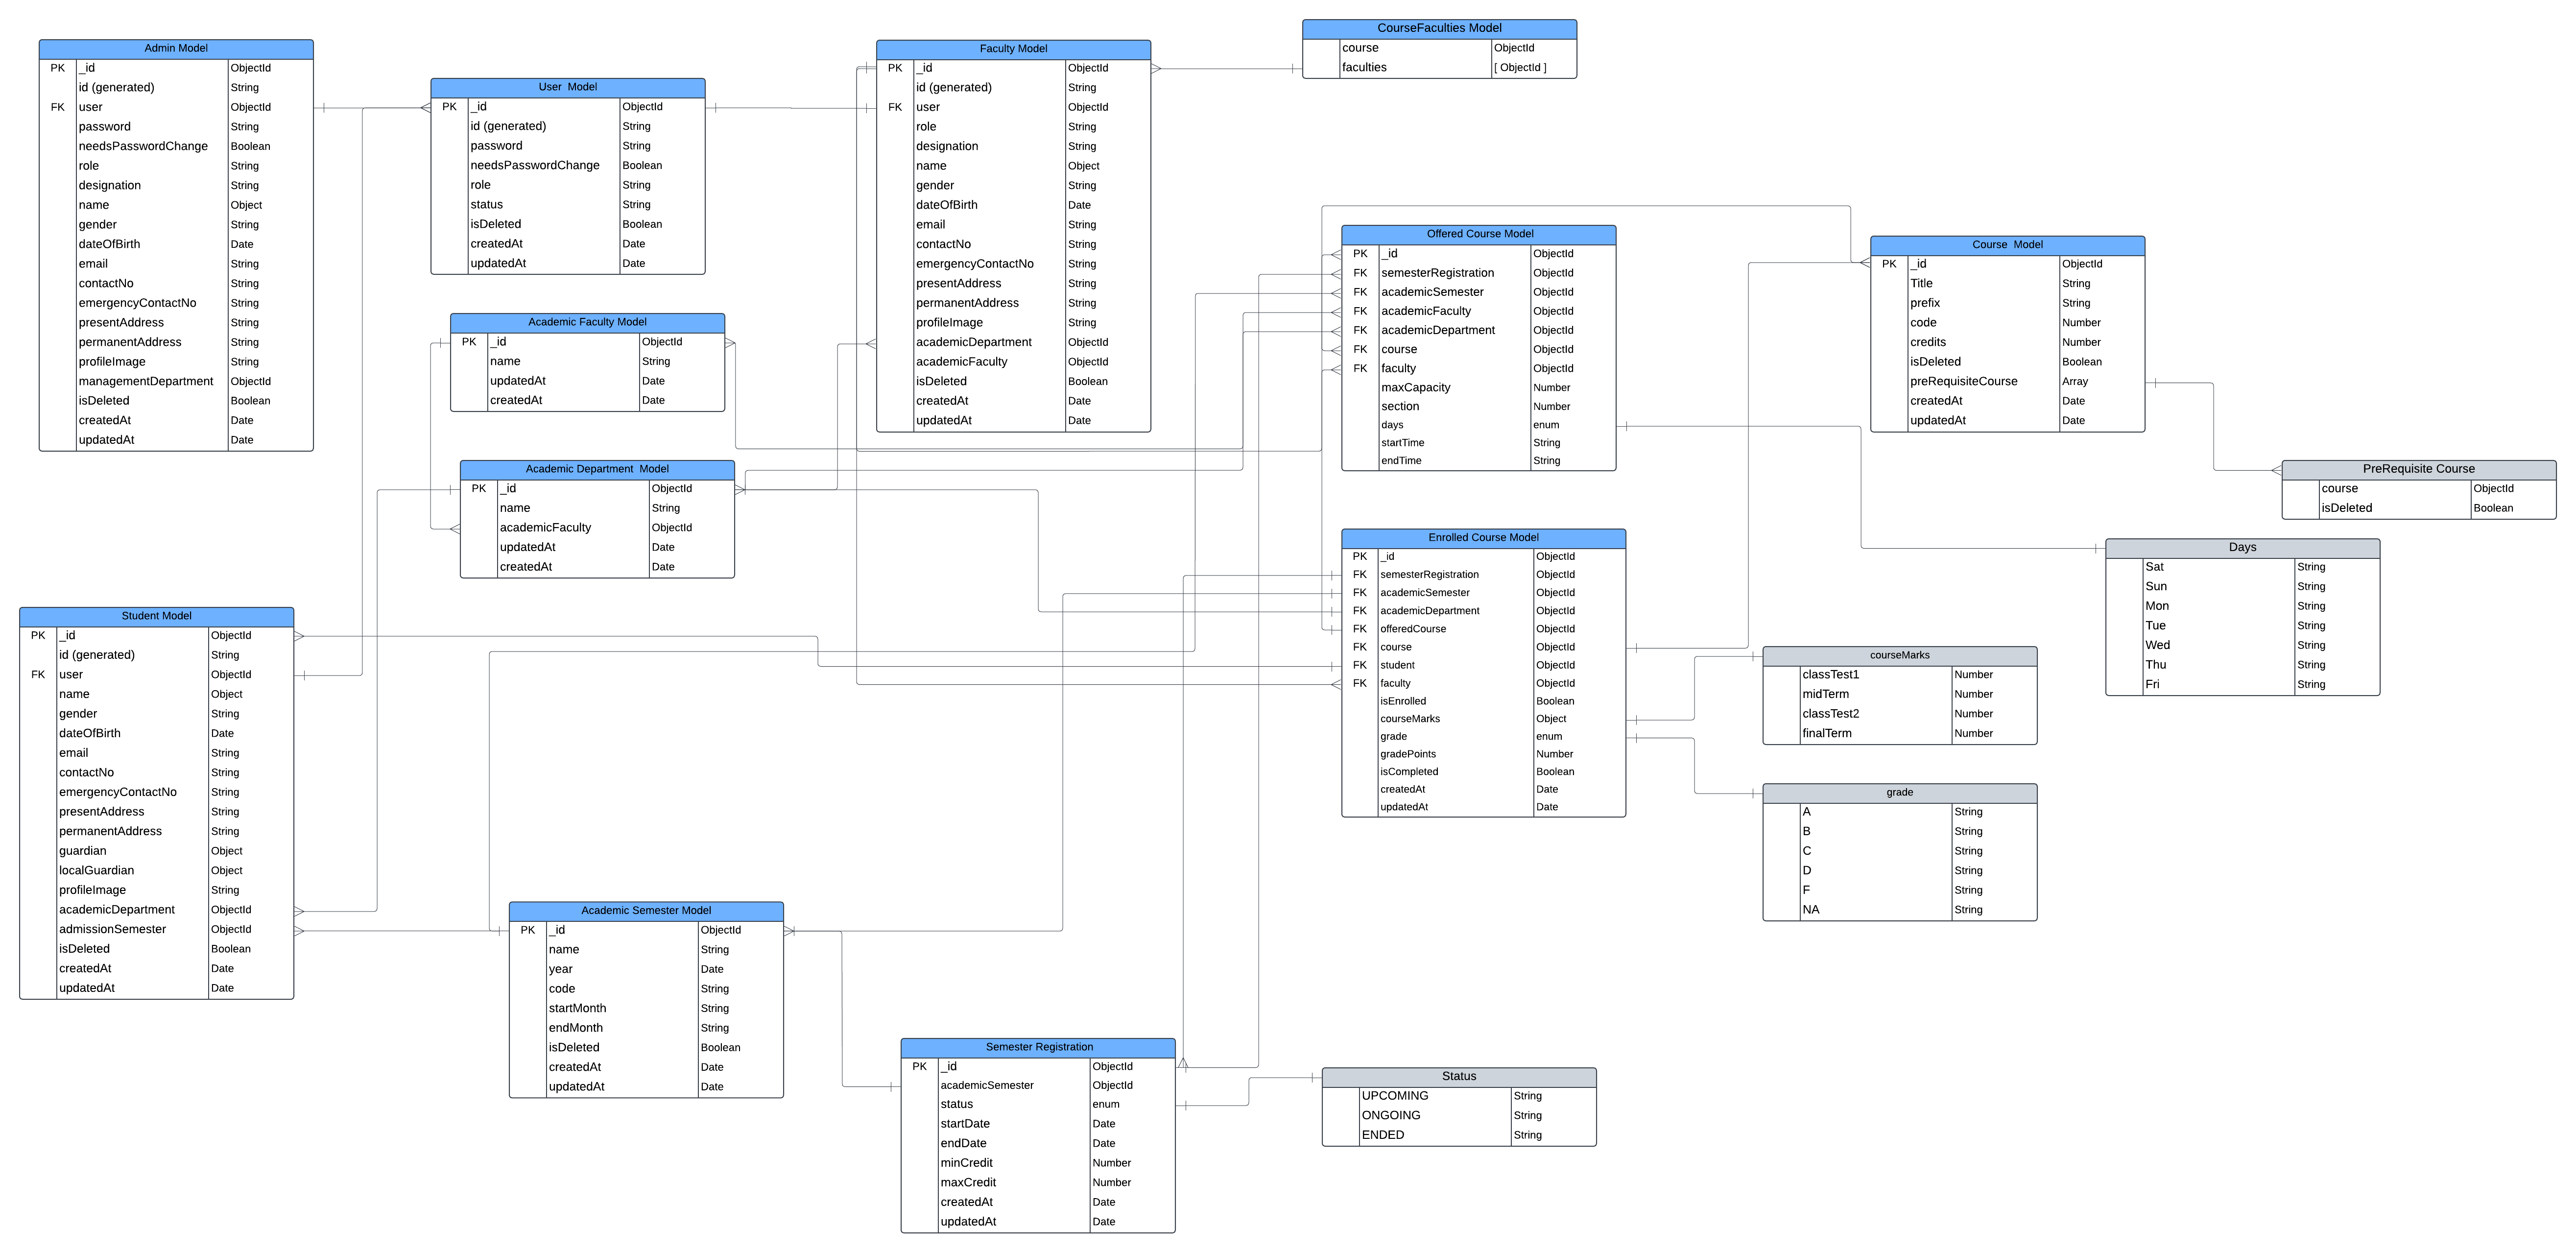 Admin Model
PK _id ObjectId
id (generated) String
FK user ObjectId
password String
needsPasswordChange Boolean
role String
designation String
name Object
gender String
dateOfBirth Date
email String
contactNo String
emergencyContactNo String
presentAddress String
permanentAddress String
profileImage String
managementDepartment ObjectId
isDeleted Boolean
createdAt Date
updatedAt Date
User Model
PK _id ObjectId
id (generated) String
password String
needsPasswordChange Boolean
role String
status String
isDeleted Boolean
createdAt Date
updatedAt Date
Faculty Model
PK _id ObjectId
id (generated) String
FK user ObjectId
role String
designation String
name Object
gender String
dateOfBirth Date
email String
contactNo String
emergencyContactNo String
presentAddress String
permanentAddress String
profileImage String
academicDepartment ObjectId
academicFaculty ObjectId
isDeleted Boolean
createdAt Date
updatedAt Date
CourseFaculties Model
course ObjectId
faculties [ ObjectId ]
Offered Course Model
PK _id ObjectId
FK semesterRegistration ObjectId
FK academicSemester ObjectId
FK academicFaculty ObjectId
FK academicDepartment ObjectId
FK course ObjectId
FK faculty ObjectId
maxCapacity Number
section Number
days enum
startTime String
endTime String
Course Model
PK _id ObjectId
Title String
prefix String
code Number
credits Number
isDeleted Boolean
preRequisiteCourse Array
createdAt Date
updatedAt Date
Academic Faculty Model
PK _id ObjectId
name String
updatedAt Date
createdAt Date
Academic Department Model
PK _id ObjectId
name String
academicFaculty ObjectId
updatedAt Date
createdAt Date
PreRequisite Course
course ObjectId
isDeleted Boolean
Days
Sat String
Sun String
Mon String
Tue String
Wed String
Thu String
Fri String
Enrolled Course Model
PK _id ObjectId
FK semesterRegistration ObjectId
FK academicSemester ObjectId
FK academicDepartment ObjectId
FK offeredCourse ObjectId
FK course ObjectId
FK student ObjectId
FK faculty ObjectId
isEnrolled Boolean
courseMarks Object
grade enum
gradePoints Number
isCompleted Boolean
createdAt Date
updatedAt Date
courseMarks
classTest1 Number
midTerm Number
classTest2 Number
finalTerm Number
grade
A String
B String
C String
D String
F String
NA String
Student Model
PK _id ObjectId
id (generated) String
FK user ObjectId
name Object
gender String
dateOfBirth Date
email String
contactNo String
emergencyContactNo String
presentAddress String
permanentAddress String
guardian Object
localGuardian Object
profileImage String
academicDepartment ObjectId
admissionSemester ObjectId
isDeleted Boolean
createdAt Date
updatedAt Date
Academic Semester Model
PK _id ObjectId
name String
year Date
code String
startMonth String
endMonth String
isDeleted Boolean
createdAt Date
updatedAt Date
Semester Registration
PK _id ObjectId
academicSemester ObjectId
status enum
startDate Date
endDate Date
minCredit Number
maxCredit Number
createdAt Date
updatedAt Date
Status
UPCOMING String
ONGOING String
ENDED String